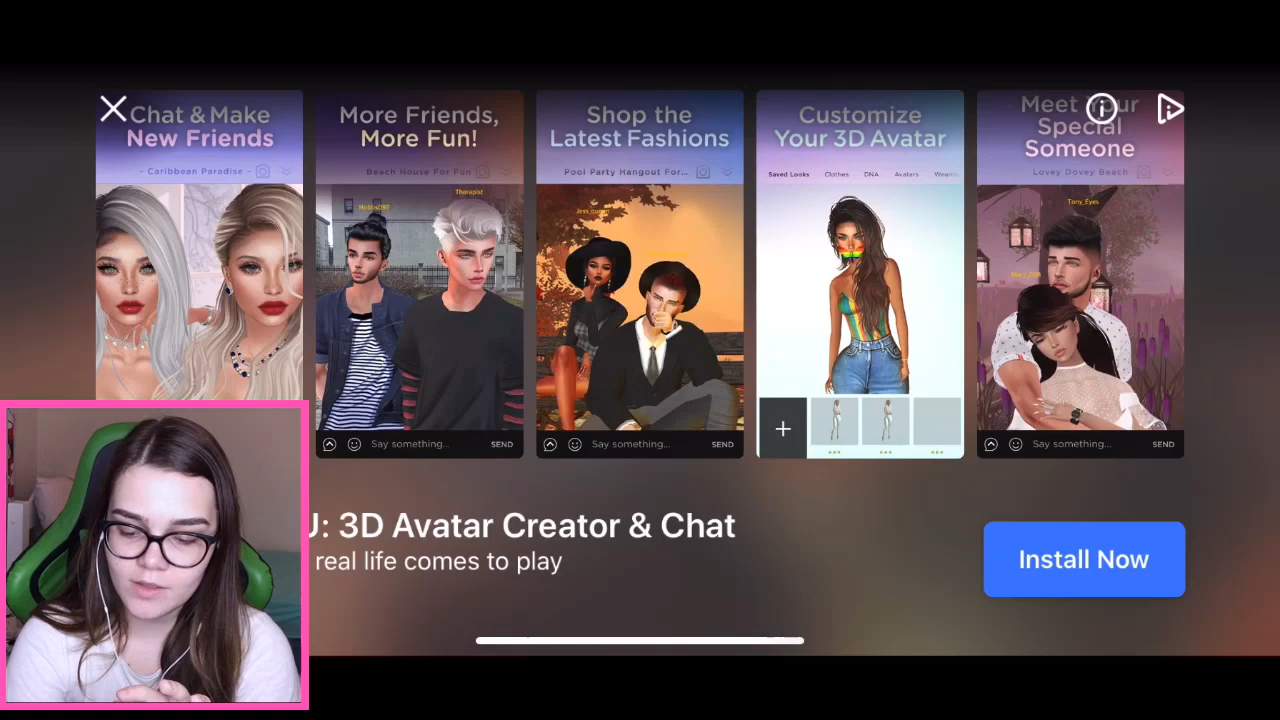 Chat & Make
New Friends
- Caribbean Paradise -
More Friends,
More Fun!
Beach House For Fun
Therapist
HobbsD97
Say something...
SEND
Shop the
Latest Fashions
Pool Party Hangout For...
Jess_queen
Say something...
SEND
Customize
Your 3D Avatar
Saved Looks
Clothes
DNA
Avatars
+
Meet Your
Special
Someone
Lovey Dovey Beach
Tony_Eyes
Say something...
SEND
J: 3D Avatar Creator & Chat
real life comes to play
Install Now